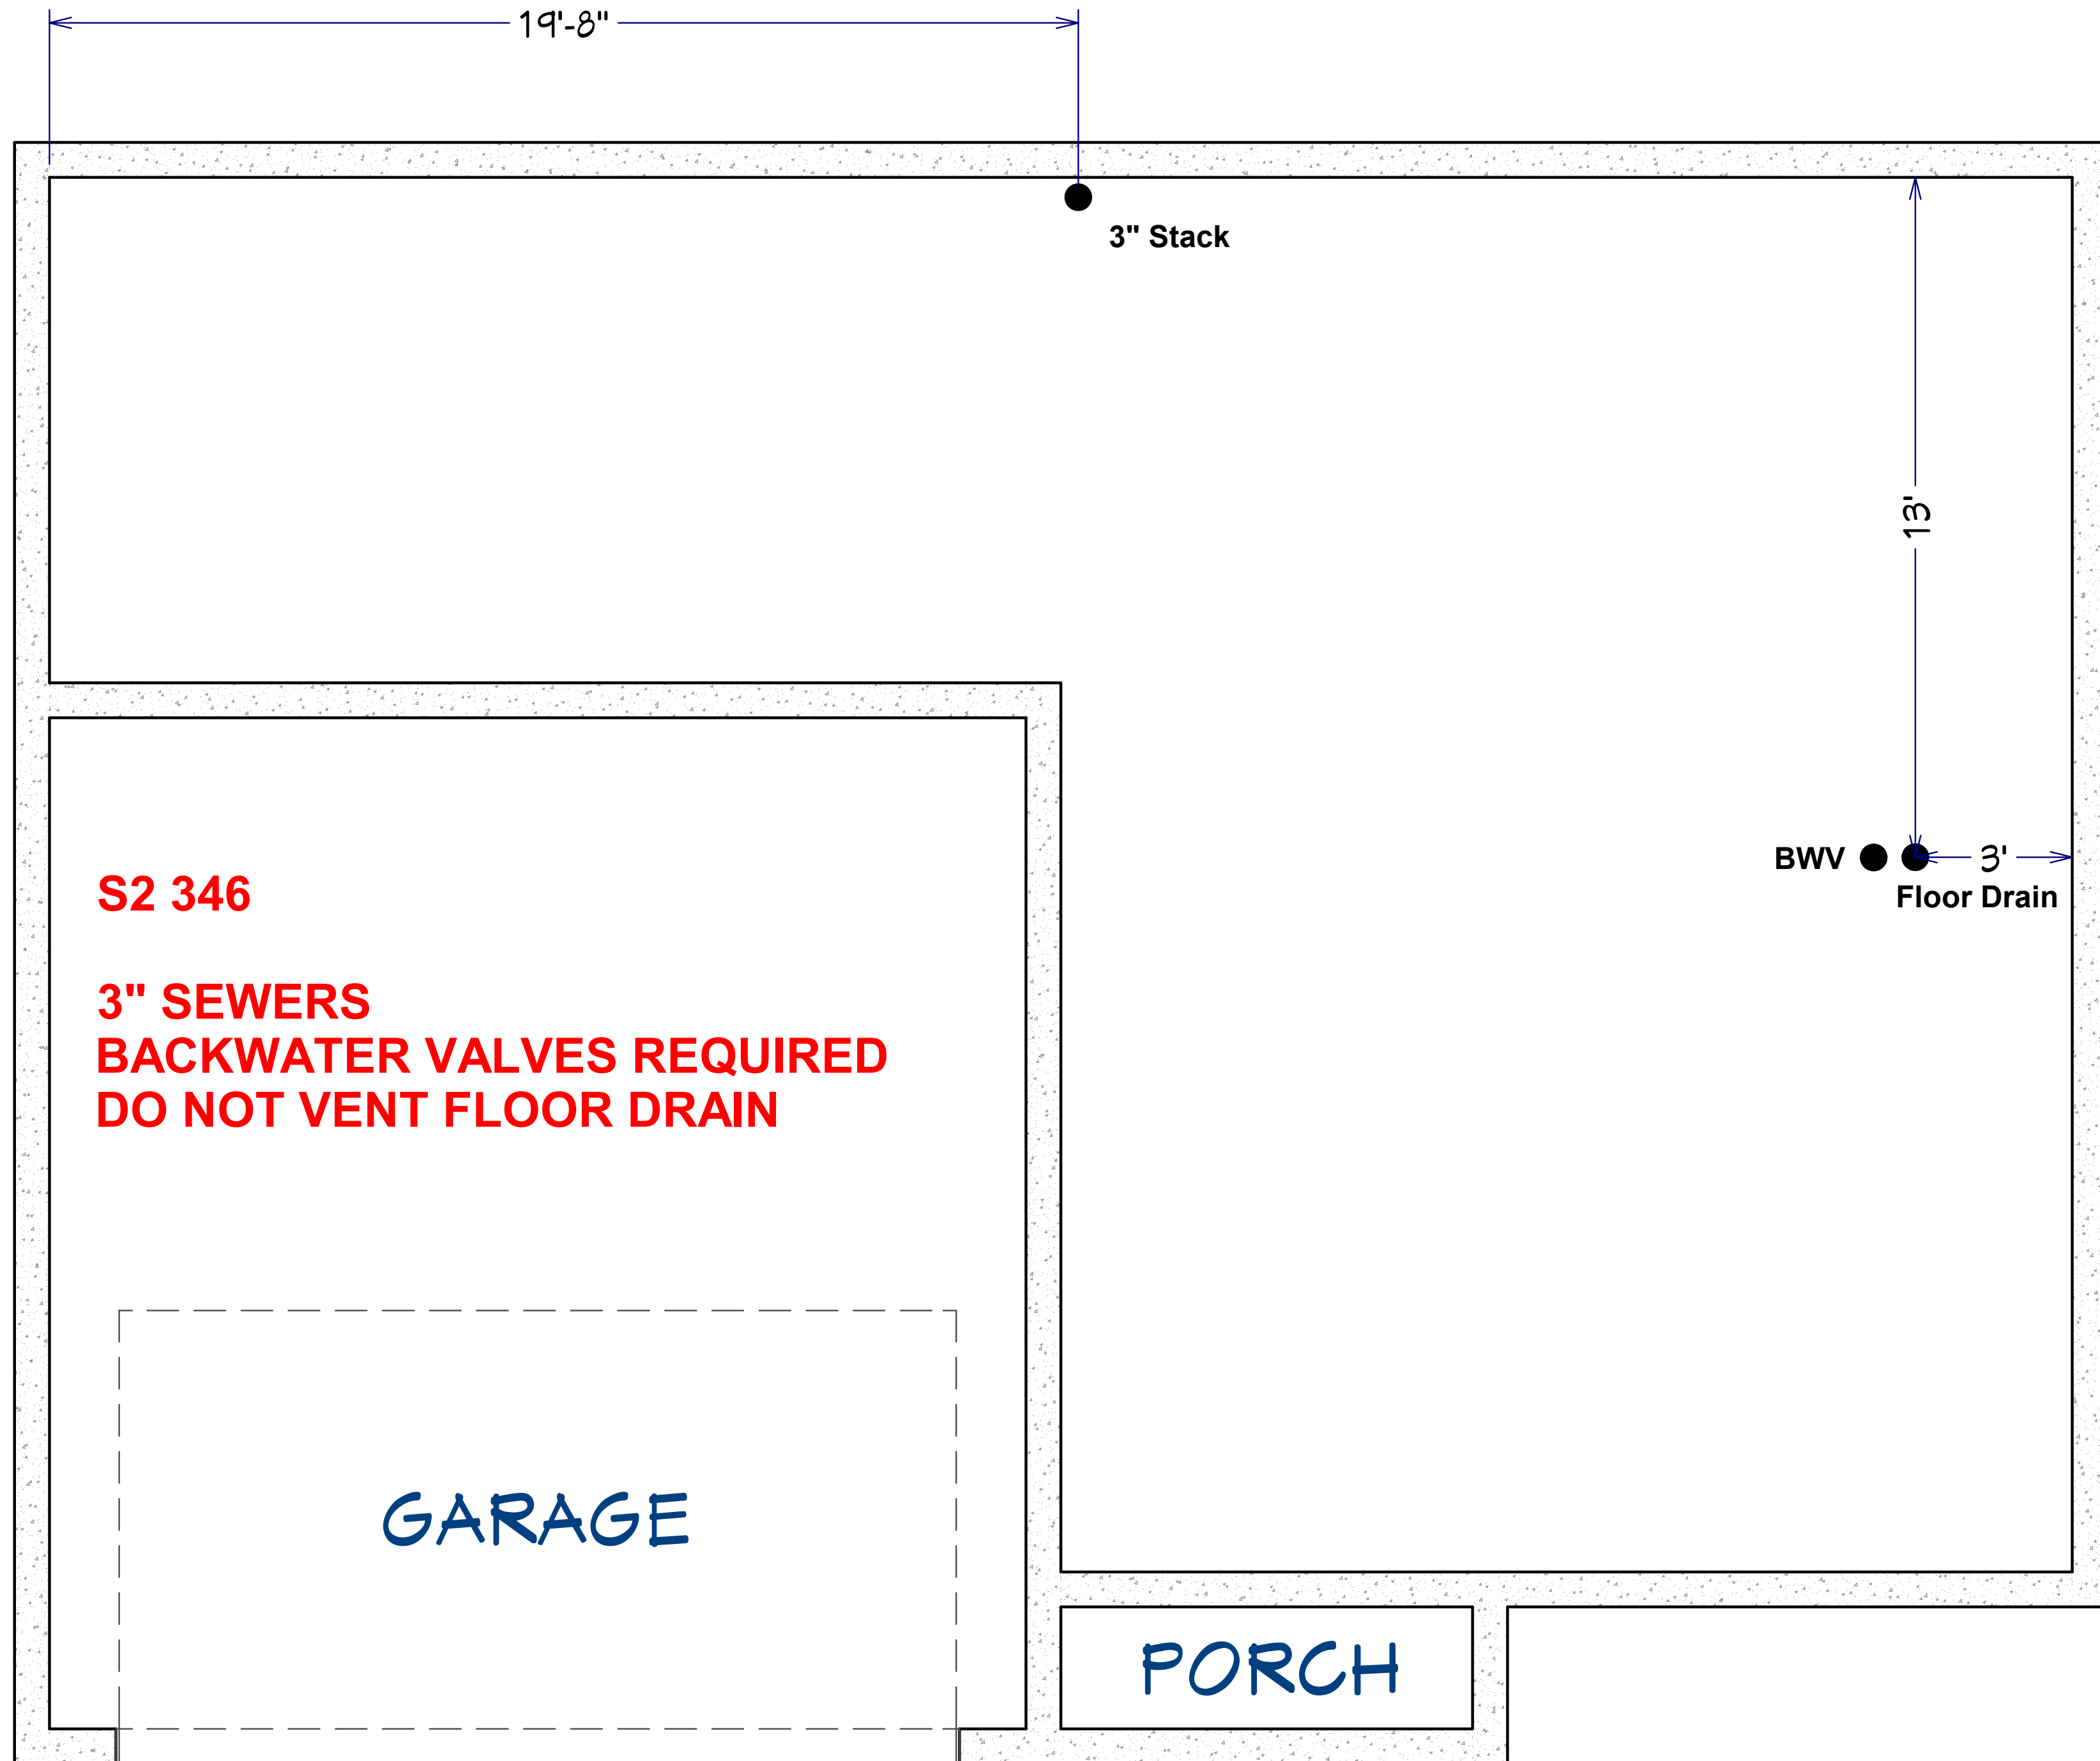 19'-8"
3" Stack
13'
BWV
3'
Floor Drain
S2 346
3" SEWERS
BACKWATER VALVES REQUIRED
DO NOT VENT FLOOR DRAIN
GARAGE
PORCH